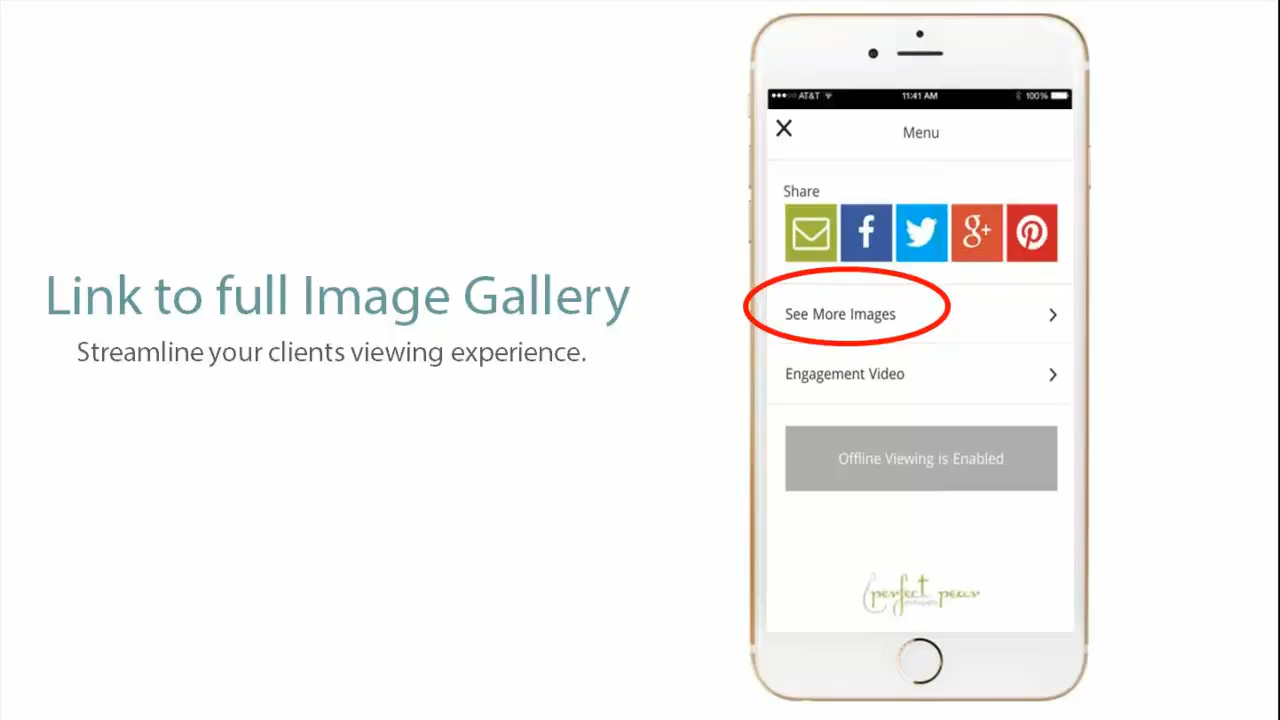 Link to full Image Gallery
Streamline your clients viewing experience.
AT&T 11:41 AM 100%
X Menu
Share
f g+
See More Images
Engagement Video
Offline Viewing is Enabled
perfect pear